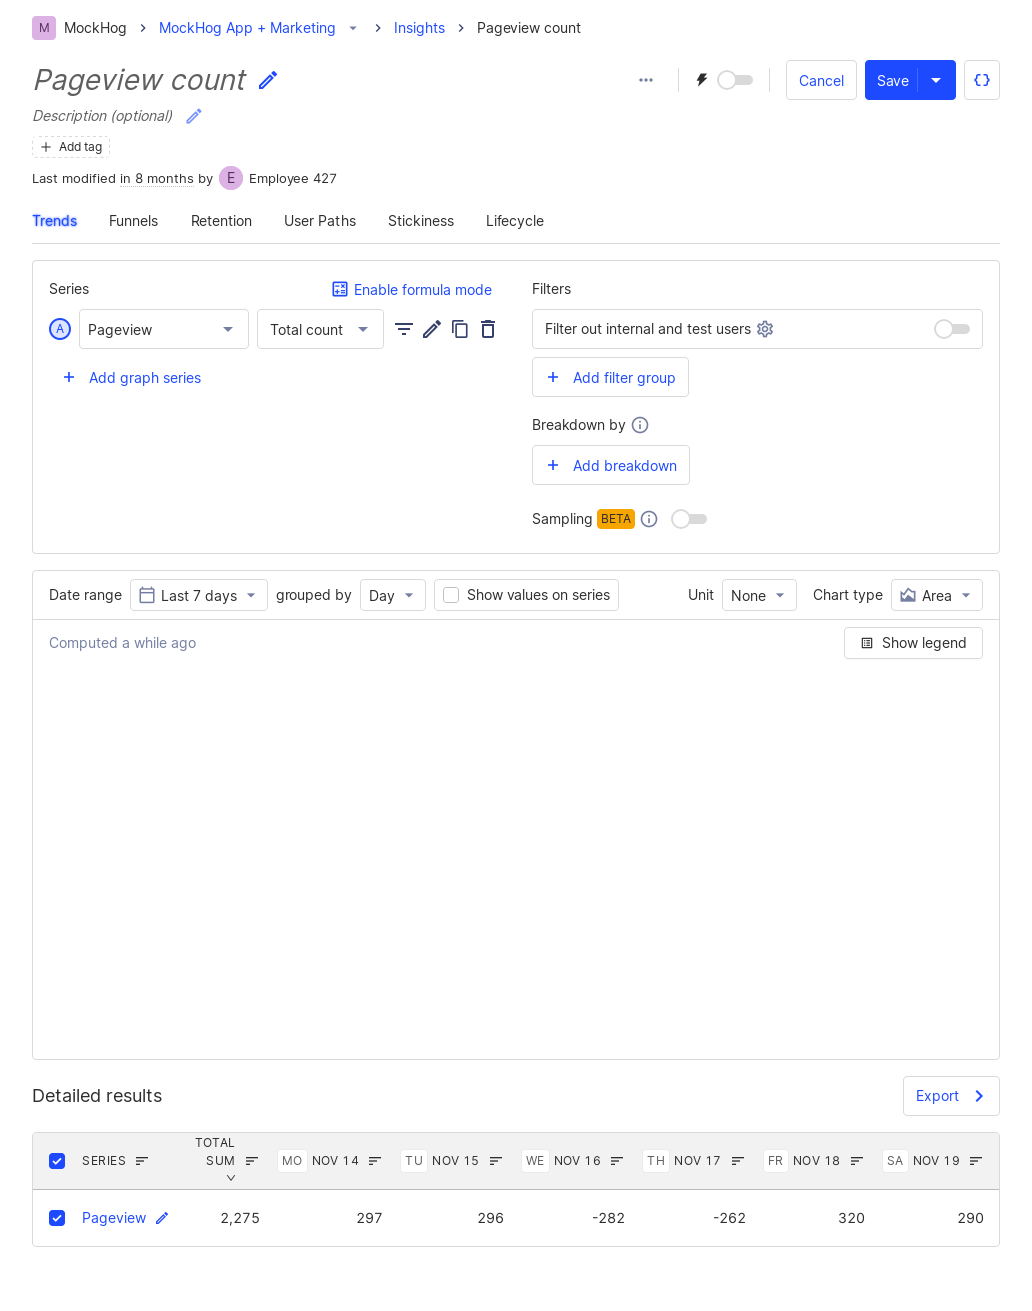 M MockHog MockHog App + Marketing Insights Pageview count
Pageview count
Cancel Save
Description (optional)
Add tag
Last modified in 8 months by E Employee 427
Trends Funnels Retention User Paths Stickiness Lifecycle
Series Enable formula mode
A Pageview Total count
Add graph series
Filters
Filter out internal and test users
Add filter group
Breakdown by
Add breakdown
Sampling BETA
Date range Last 7 days grouped by Day Show values on series Unit None Chart type Area
Computed a while ago Show legend
Detailed results Export
SERIES TOTAL SUM MO NOV 14 TU NOV 15 WE NOV 16 TH NOV 17 FR NOV 18 SA NOV 19
Pageview 2,275 297 296 -282 -262 320 290